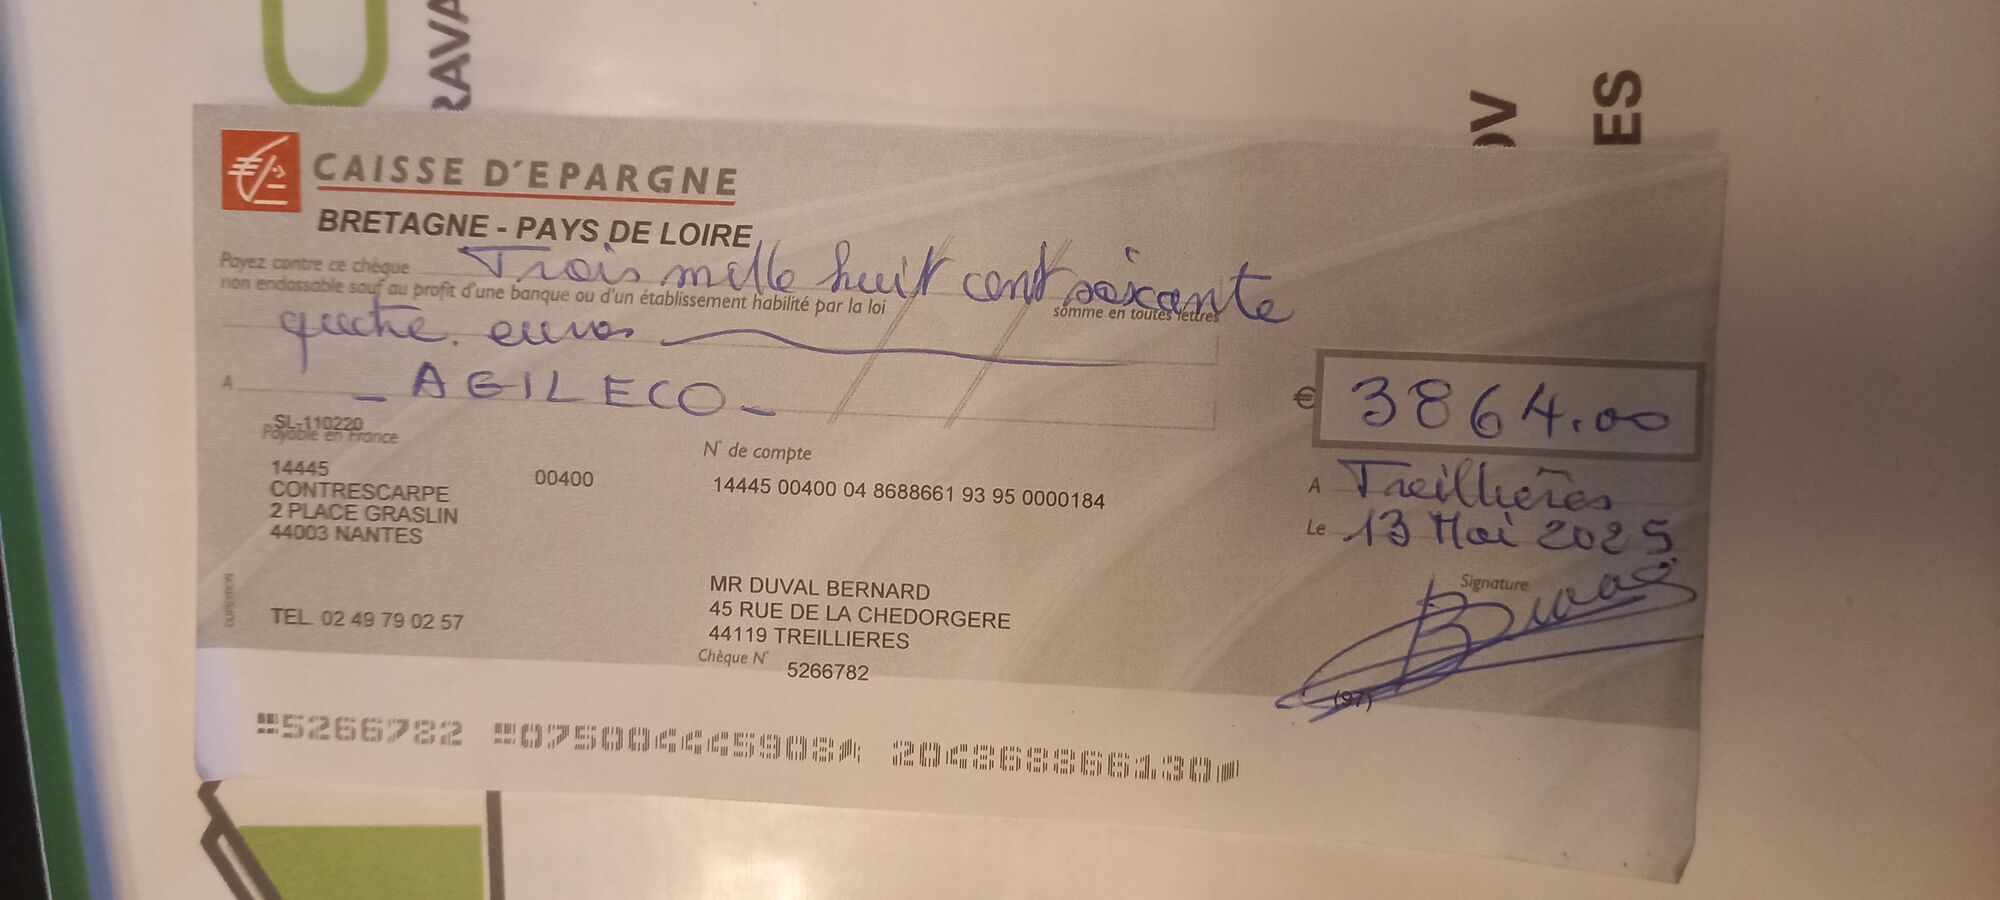 RAVA
OV
ES
CAISSE D'EPARGNE
BRETAGNE - PAYS DE LOIRE
Payez contre ce chèque Trois mille huit cent soixante
non endossable sauf au profit d'une banque ou d'un établissement habilité par la loi
somme en toutes lettres
quatre. euros
A - AGILECO -
€ 3864.00
SL-110220
Payable en France
N° de compte
14445 00400 14445 00400 04 8688661 93 95 0000184
CONTRESCARPE
2 PLACE GRASLIN
44003 NANTES
A Treillières
Le 13 Mai 2025
Signature
MR DUVAL BERNARD
45 RUE DE LA CHEDORGERE
44119 TREILLIERES
TEL. 02 49 79 02 57
Chèque N° 5266782
(97)
5266782 075004445908 204868866130